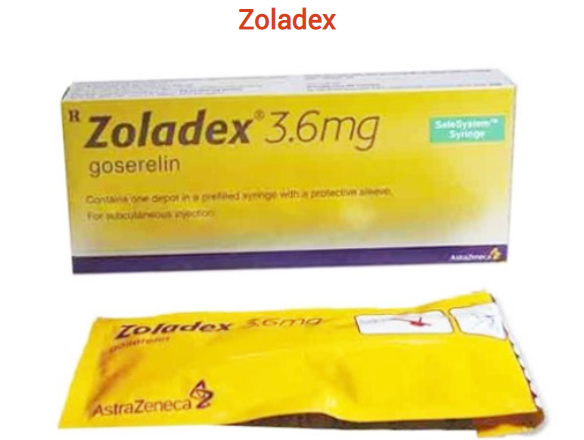 Zoladex
R Zoladex® 3.6mg
goserelin
SafeSystem™
Syringe
Contains one depot in a prefilled syringe with a protective sleeve.
For subcutaneous injection.
AstraZeneca
Zoladex 3.6mg
goserelin
AstraZeneca